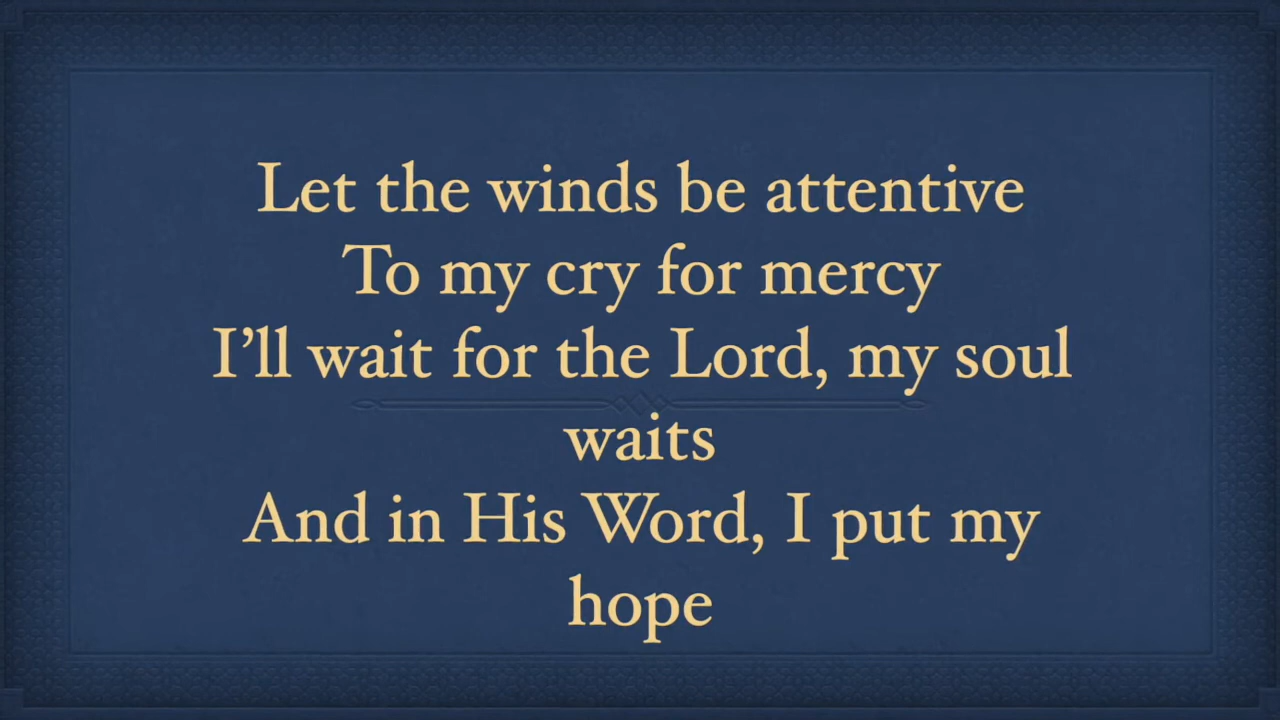 Let the winds be attentive
To my cry for mercy
I’ll wait for the Lord, my soul
waits
And in His Word, I put my
hope